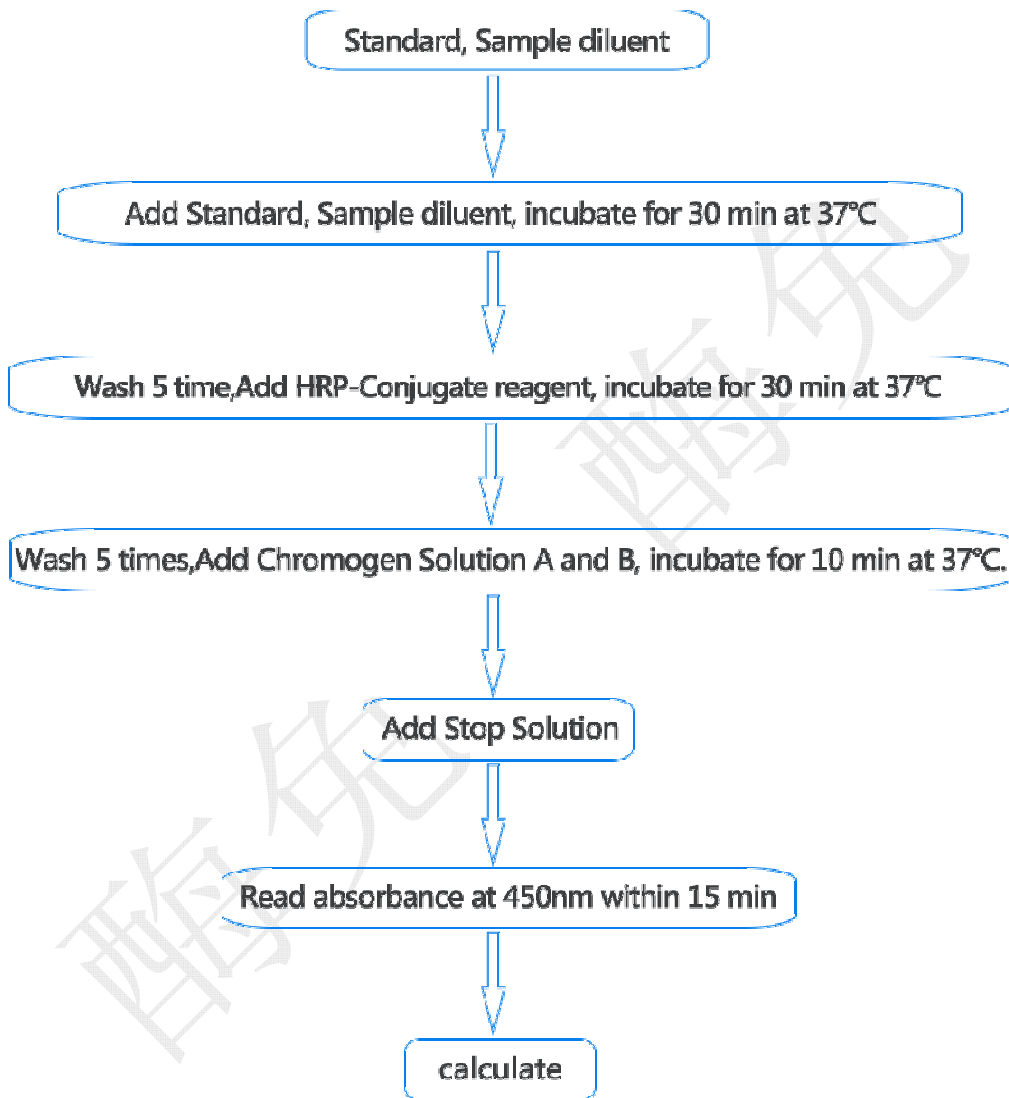 Standard, Sample diluent
Add Standard, Sample diluent, incubate for 30 min at 37℃
Wash 5 time,Add HRP-Conjugate reagent, incubate for 30 min at 37℃
Wash 5 times,Add Chromogen Solution A and B, incubate for 10 min at 37℃.
Add Stop Solution
Read absorbance at 450nm within 15 min
calculate
酶免
酶免